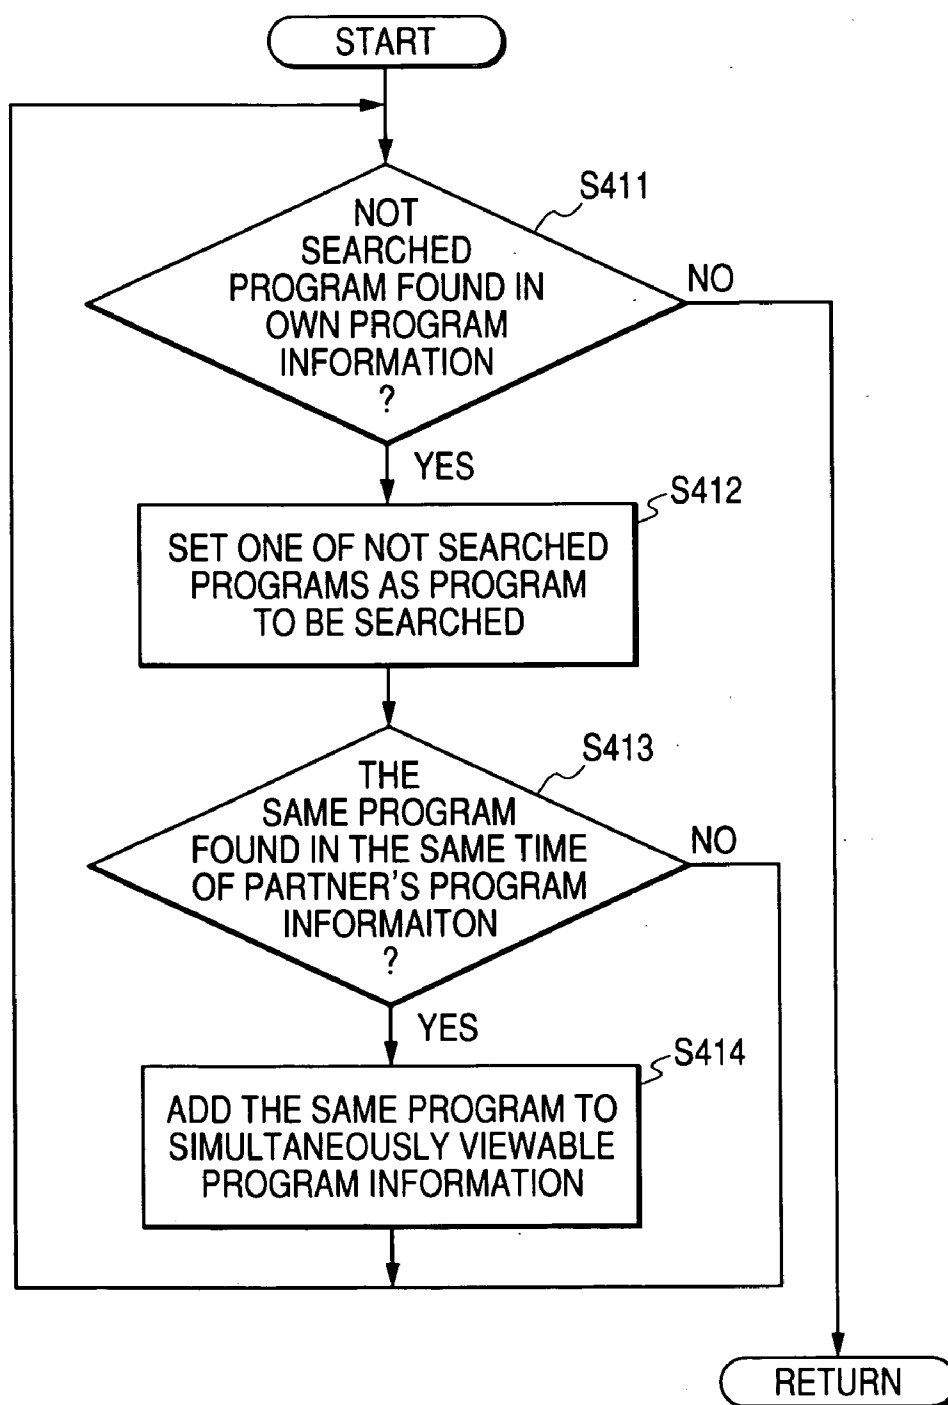 START
S411
NOT
SEARCHED
PROGRAM FOUND IN
OWN PROGRAM
INFORMATION
?
NO
YES
S412
SET ONE OF NOT SEARCHED
PROGRAMS AS PROGRAM
TO BE SEARCHED
S413
THE
SAME PROGRAM
FOUND IN THE SAME TIME
OF PARTNER'S PROGRAM
INFORMAITON
?
NO
YES
S414
ADD THE SAME PROGRAM TO
SIMULTANEOUSLY VIEWABLE
PROGRAM INFORMATION
RETURN